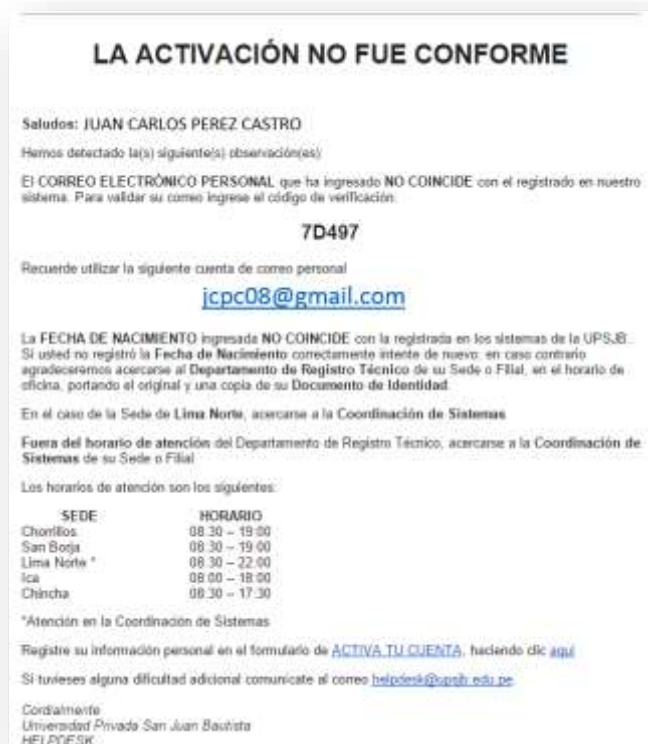 LA ACTIVACIÓN NO FUE CONFORME
Saludos: JUAN CARLOS PEREZ CASTRO
Hemos detectado la(s) siguiente(s) observación(es):
El CORREO ELECTRÓNICO PERSONAL que ha ingresado NO COINCIDE con el registrado en nuestro
sistema. Para validar su correo ingrese el código de verificación:
7D497
Recuerde utilizar la siguiente cuenta de correo personal
jcpc08@gmail.com
La FECHA DE NACIMIENTO ingresada NO COINCIDE con la registrada en los sistemas de la UPSJB.
Si usted no registró la Fecha de Nacimiento correctamente intente de nuevo; en caso contrario
agradeceremos acercarse al Departamento de Registro Técnico de su Sede o Filial, en el horario de
oficina, portando el original y una copia de su Documento de Identidad.
En el caso de la Sede de Lima Norte, acercarse a la Coordinación de Sistemas
Fuera del horario de atención del Departamento de Registro Técnico, acercarse a la Coordinación de
Sistemas de su Sede o Filial
Los horarios de atención son los siguientes:
SEDE HORARIO
Chorrillos 08:30 – 19:00
San Borja 08:30 – 19:00
Lima Norte * 08:30 – 22:00
Ica 08:00 – 18:00
Chincha 08:30 – 17:30
*Atención en la Coordinación de Sistemas
Registre su información personal en el formulario de ACTIVA TU CUENTA, haciendo clic aquí
Si tuvieses alguna dificultad adicional comunícate al correo helpdesk@upsjb.edu.pe
Cordialmente
Universidad Privada San Juan Bautista
HELPDESK